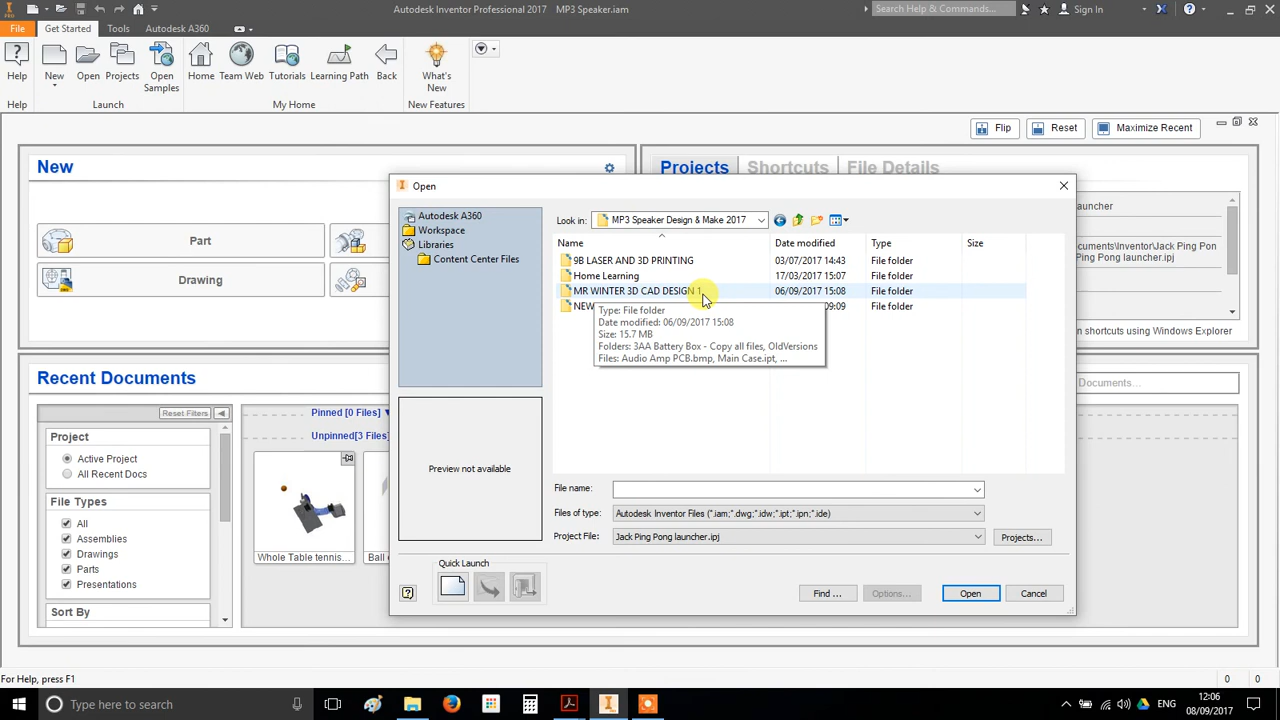 PRO
Autodesk Inventor Professional 2017   MP3 Speaker.iam
Search Help & Commands...
Sign In
File
Get Started
Tools
Autodesk A360
Help
New
Open
Projects
Open
Samples
Home
Team Web
Tutorials
Learning Path
Back
What's
New
Help
Launch
My Home
New Features
Flip
Reset
Maximize Recent
New
Projects
Shortcuts
File Details
Part
Drawing
auncher
cuments\Inventor\Jack Ping Pon
launcher.ipj
n shortcuts using Windows Explorer
Open
Autodesk A360
Workspace
Libraries
Content Center Files
Look in:
MP3 Speaker Design & Make 2017
Name
Date modified
Type
Size
9B LASER AND 3D PRINTING
03/07/2017 14:43
File folder
Home Learning
17/03/2017 15:07
File folder
MR WINTER 3D CAD DESIGN 1
06/09/2017 15:08
File folder
NEW
09:09
File folder
Type: File folder
Date modified: 06/09/2017 15:08
Size: 15.7 MB
Folders: 3AA Battery Box - Copy all files, OldVersions
Files: Audio Amp PCB.bmp, Main Case.ipt, ...
Preview not available
File name:
Files of type:
Autodesk Inventor Files (*.iam;*.dwg;*.idw;*.ipt;*.ipn;*.ide)
Project File:
Jack Ping Pong launcher.ipj
Projects...
Quick Launch
Find ...
Options...
Open
Cancel
Recent Documents
Documents...
Reset Filters
Pinned [0 Files]
Unpinned[3 Files]
Project
Active Project
All Recent Docs
File Types
All
Assemblies
Drawings
Parts
Presentations
Sort By
Whole Table tennis...
Ball c
For Help, press F1
0
0
Type here to search
ENG
12:06
08/09/2017